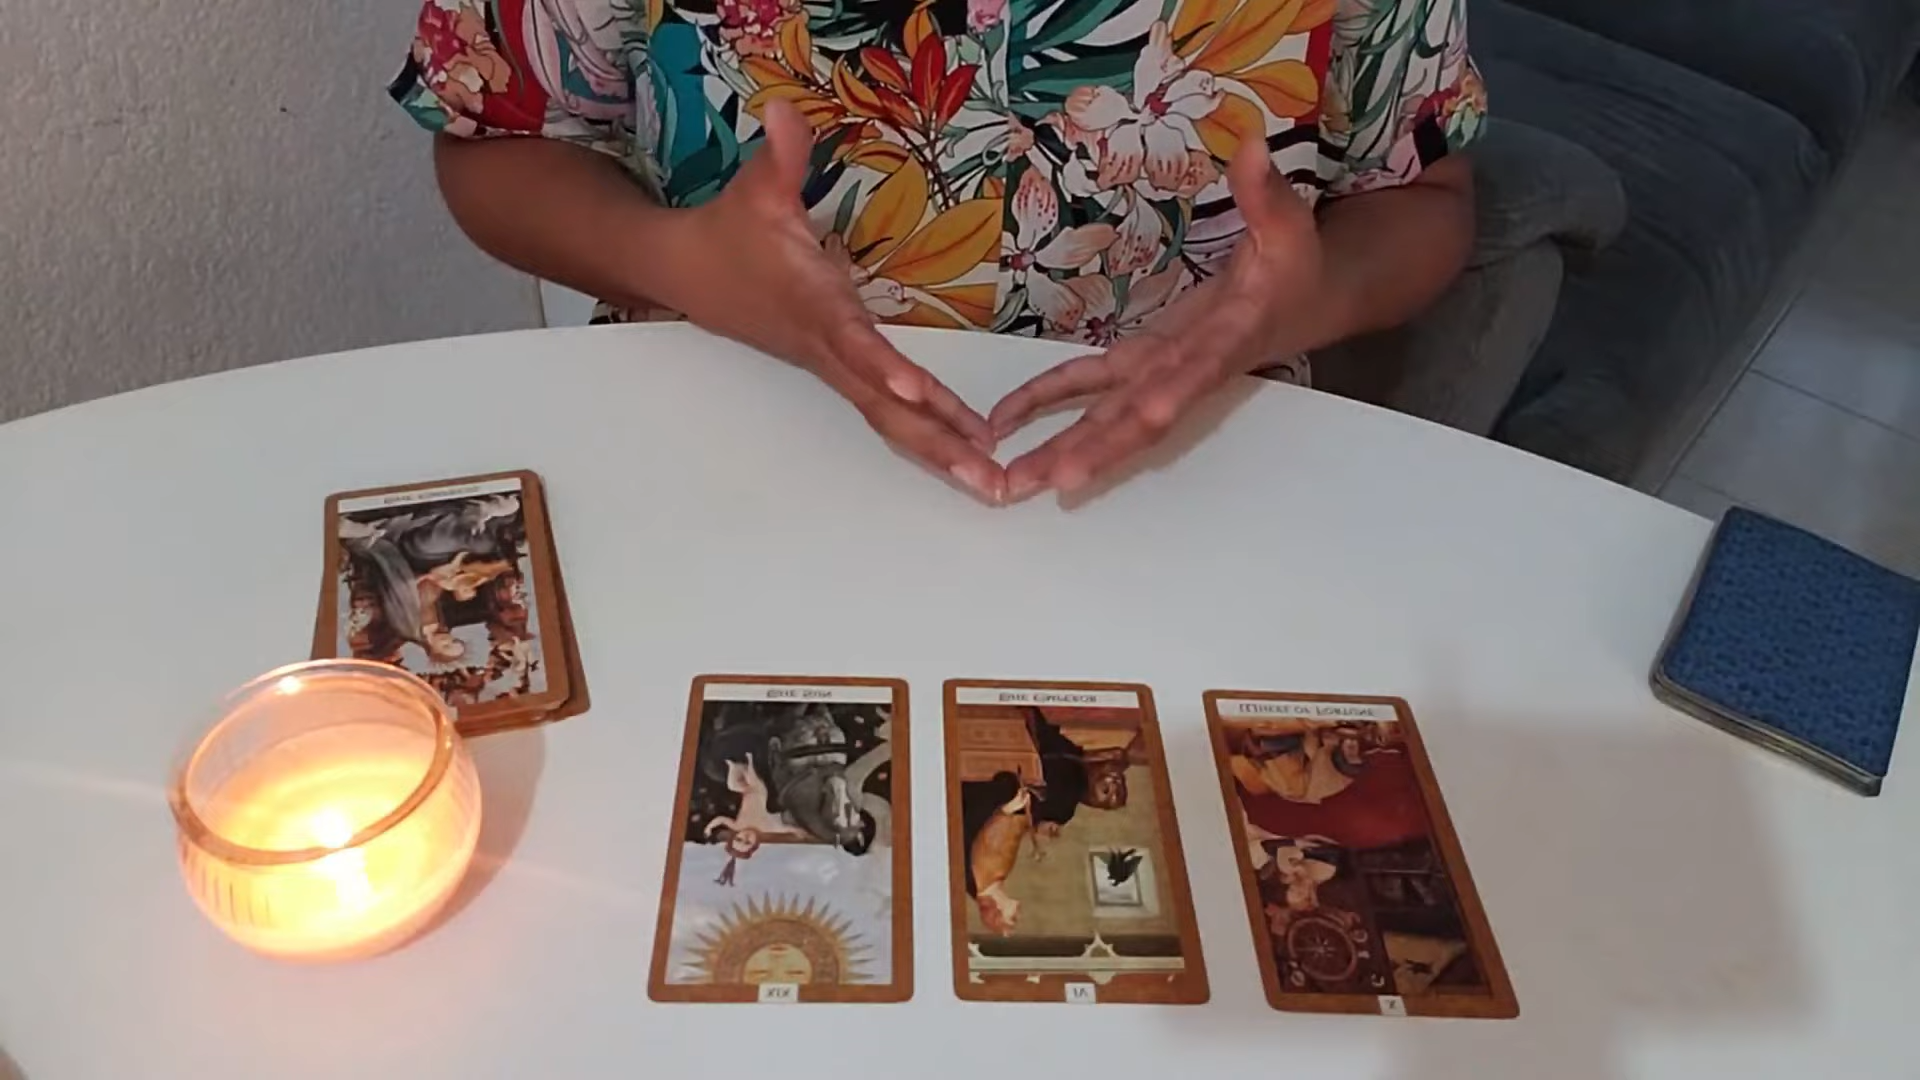 The Sun
The Emperor
Wheel of Fortune
XIX
IV
X